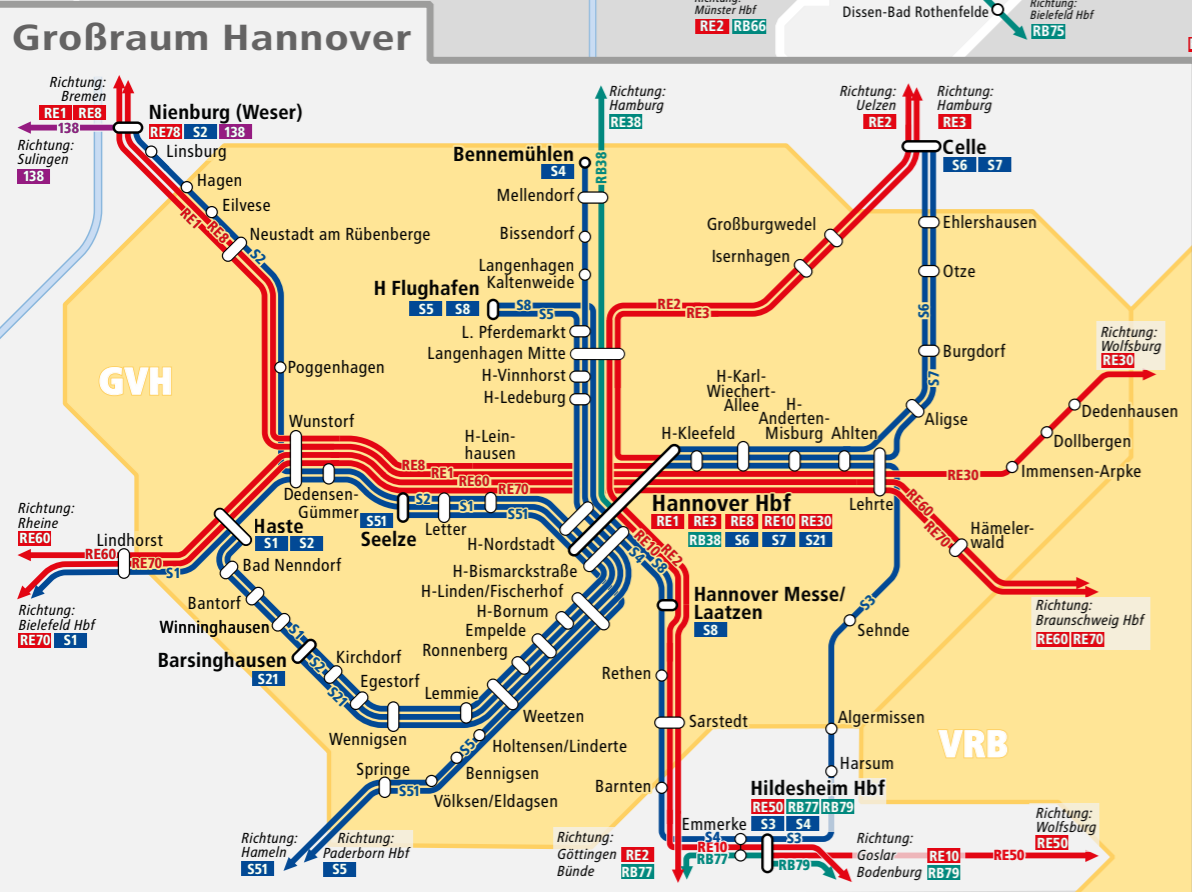 Richtung:
Münster Hbf
RE2 RB66
Dissen-Bad Rothenfelde
Richtung:
Bielefeld Hbf
RB75
Großraum Hannover
Richtung:
Bremen
RE1 RE8
138
Richtung:
Sulingen
138
Nienburg (Weser)
RE78 S2 138
Linsburg
Hagen
Eilvese
RE1
RE8
Neustadt am Rübenberge
S2
Poggenhagen
GVH
Wunstorf
Richtung:
Hamburg
RE38
RB38
Bennemühlen
S4
Mellendorf
Bissendorf
Langenhagen
Kaltenweide
H Flughafen
S5 S8
S8
S5
L. Pferdemarkt
Langenhagen Mitte
H-Vinnhorst
H-Ledeburg
Richtung:
Uelzen
RE2
Richtung:
Hamburg
RE3
Celle
S6 S7
Großburgwedel
Isernhagen
RE2
RE3
Ehlershausen
Otze
S6
Burgdorf
S7
Aligse
Richtung:
Wolfsburg
RE30
Dedenhausen
Dollbergen
Immensen-Arpke
RE30
H-Karl-
Wiechert-
Allee
H-
Anderten-
Misburg
H-Kleefeld
Ahlten
Lehrte
H-Lein-
hausen
RE8
RE1
RE60
RE70
Dedensen-
Gümmer
S51
Seelze
S2
S1
S51
Letter
H-Nordstadt
Hannover Hbf
RE1 RE3 RE8 RE10 RE30
RB38 S6 S7 S21
RE60
RE70
Hämeler-
wald
Richtung:
Braunschweig Hbf
RE60 RE70
Richtung:
Rheine
RE60
RE60
Lindhorst
RE70
S1
Richtung:
Bielefeld Hbf
RE70 S1
Haste
S1 S2
Bad Nenndorf
Bantorf
Winninghausen
S1
Barsinghausen
S21
S2
S21
Kirchdorf
Egestorf
Wennigsen
Lemmie
H-Bismarckstraße
H-Linden/Fischerhof
H-Bornum
Empelde
Ronnenberg
Weetzen
Holtensen/Linderte
S5
Bennigsen
Völksen/Eldagsen
Springe
S51
Richtung:
Hameln
S51
Richtung:
Paderborn Hbf
S5
RE10
RE2
S4
S8
Hannover Messe/
Laatzen
S8
Rethen
Sarstedt
Barnten
S3
Sehnde
Algermissen
Harsum
VRB
Hildesheim Hbf
RE50 RB77 RB79
S3 S4
Emmerke
S4
S3
RE10
RB77
RB79
Richtung:
Göttingen RE2
Bünde RB77
Richtung:
Goslar RE10
Bodenburg RB79
RE50
Richtung:
Wolfsburg
RE50